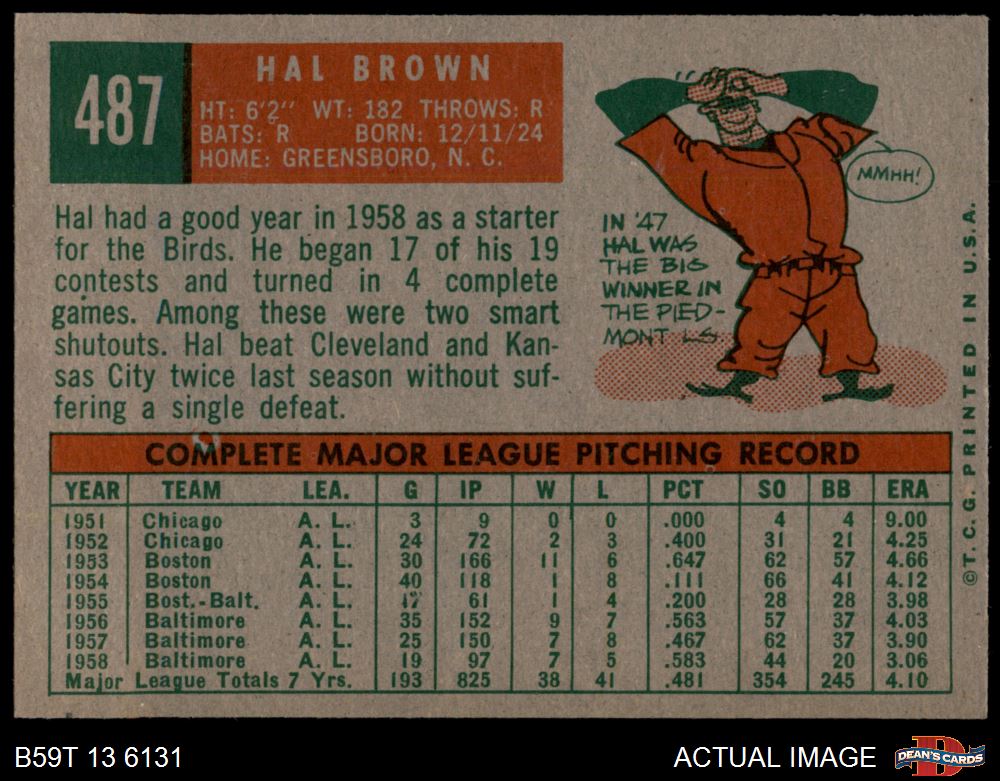 487
HAL BROWN
HT: 6'2" WT: 182 THROWS: R
BATS: R BORN: 12/11/24
HOME: GREENSBORO, N. C.
Hal had a good year in 1958 as a starter
for the Birds. He began 17 of his 19
contests and turned in 4 complete
games. Among these were two smart
shutouts. Hal beat Cleveland and Kan-
sas City twice last season without suf-
fering a single defeat.
MMHH!
IN '47
HAL WAS
THE BIG
WINNER IN
THE PIED-
MONT LG
COMPLETE MAJOR LEAGUE PITCHING RECORD
YEAR TEAM LEA. G IP W L PCT SO BB ERA
1951 Chicago A. L. 3 9 0 0 .000 4 4 9.00
1952 Chicago A. L. 24 72 2 3 .400 31 21 4.25
1953 Boston A. L. 30 166 11 6 .647 62 57 4.66
1954 Boston A. L. 40 118 1 8 .111 66 41 4.12
1955 Bost.-Balt. A. L. 17 61 1 4 .200 28 28 3.98
1956 Baltimore A. L. 35 152 9 7 .563 57 37 4.03
1957 Baltimore A. L. 25 150 7 8 .467 62 37 3.90
1958 Baltimore A. L. 19 97 7 5 .583 44 20 3.06
Major League Totals 7 Yrs. 193 825 38 41 .481 354 245 4.10
© T. C. G. PRINTED IN U.S.A.
B59T 13 6131
ACTUAL IMAGE
D
DEAN'S CARDS